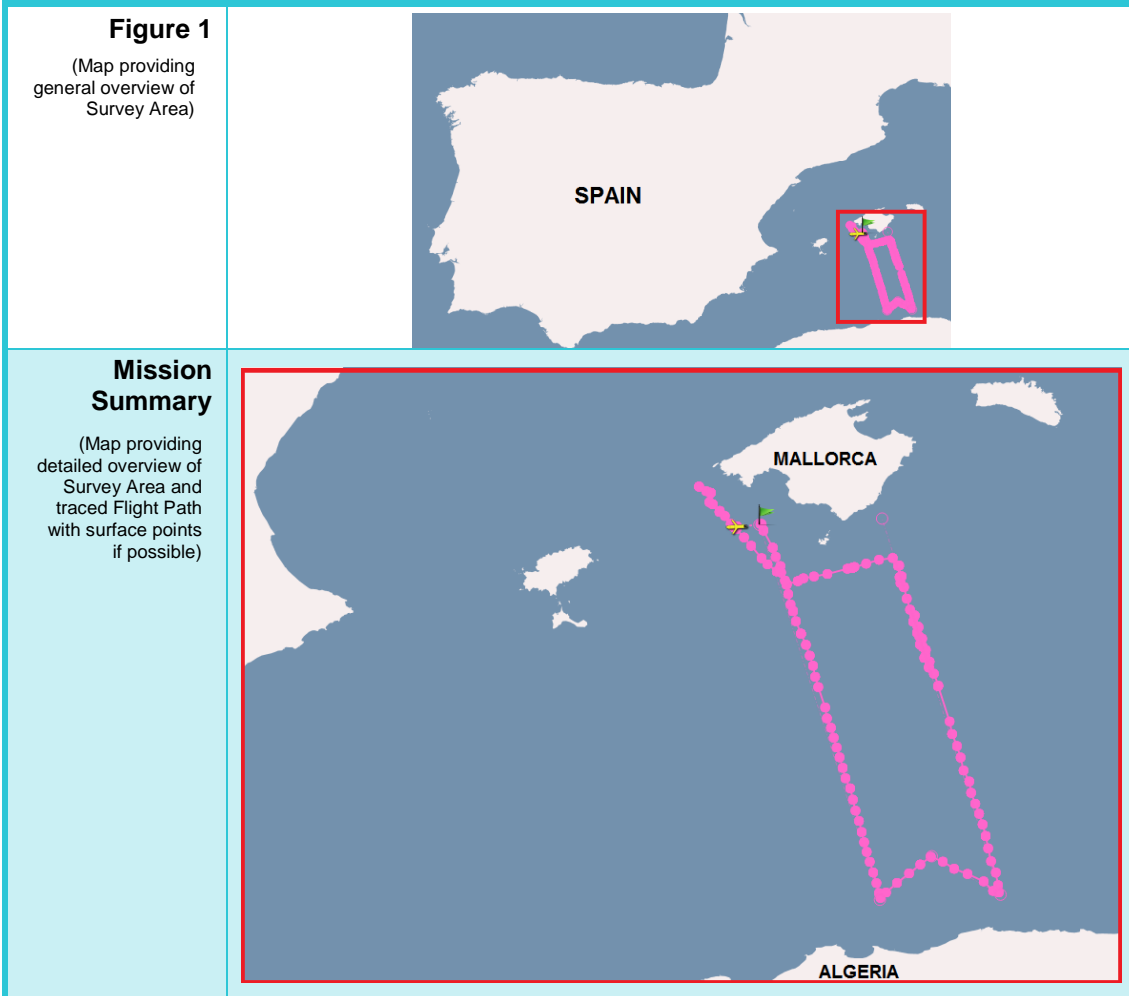 Figure 1
(Map providing
general overview of
Survey Area)
SPAIN
Mission
Summary
(Map providing
detailed overview of
Survey Area and
traced Flight Path
with surface points
if possible)
MALLORCA
ALGERIA